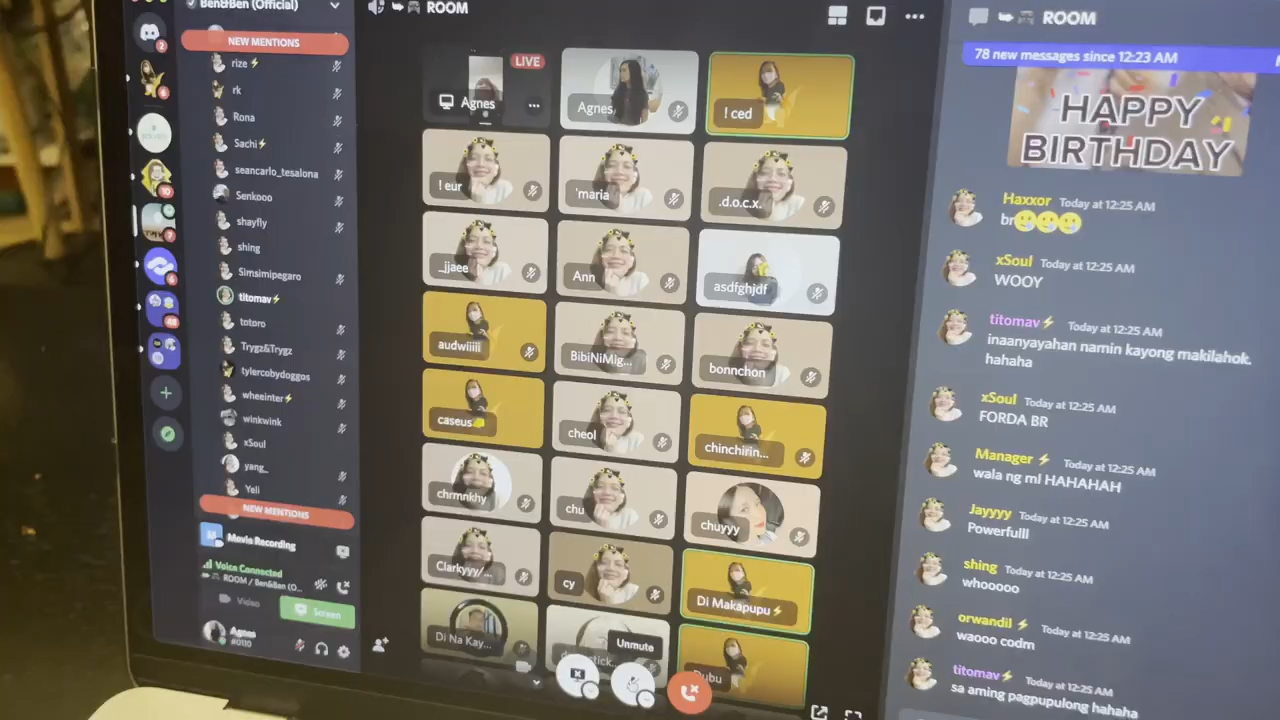 Ben&Ben (Official)
NEW MENTIONS
rize
rk
Rona
Sachi
seancarlo_tesalona
Senkooo
shayfly
shing
Simsimipegaro
titomav
totoro
Trygz&Trygz
tylercobydoggos
wheeinter
winkwink
xSoul
yang_
Yeli
NEW MENTIONS
Movie Recording
Voice Connected
ROOM / Ben&Ben (O...
Video
Screen
Agnes
#0110
ROOM
LIVE
Agnes
Agnes
! ced
! eur
'maria
.d.o.c.x.
_jjaee
Ann
asdfghjdf
audwiiiii
BibiNiMig...
bonnchon
caseus
cheol
chinchirin...
chrmnkhy
chu
chuyyy
Clarkyyy/...
cy
Di Makapupu
Di Na Kay...
Unmute
ROOM
78 new messages since 12:23 AM
HAPPY
BIRTHDAY
Haxxor Today at 12:25 AM
br
xSoul Today at 12:25 AM
WOOY
titomav Today at 12:25 AM
inaanyayahan namin kayong makilahok.
hahaha
xSoul Today at 12:25 AM
FORDA BR
Manager Today at 12:25 AM
wala ng ml HAHAHAH
Jayyyy Today at 12:25 AM
Powerfulll
shing Today at 12:25 AM
whooooo
orwandil Today at 12:25 AM
waooo codm
titomav Today at 12:25 AM
sa aming pagpupulong hahaha